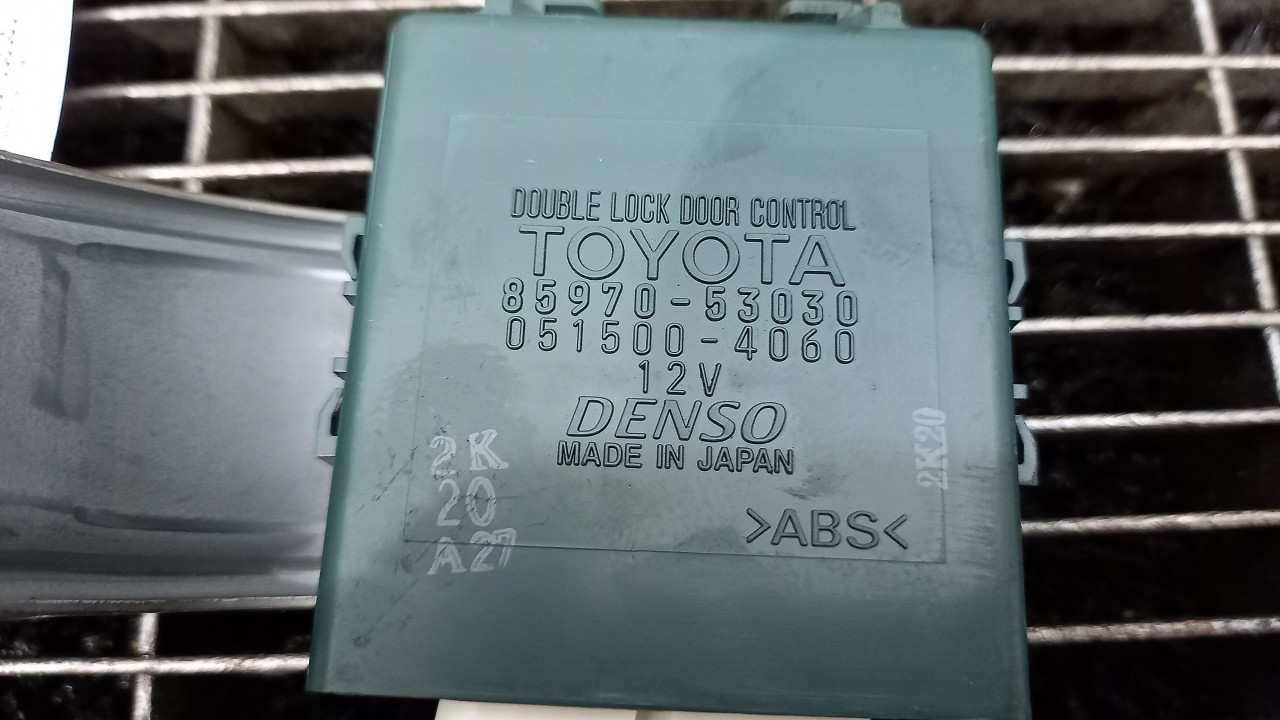 DOUBLE LOCK DOOR CONTROL
TOYOTA
85970-53030
051500-4060
12V
DENSO
MADE IN JAPAN
2K
20
A27
2K20
>ABS<